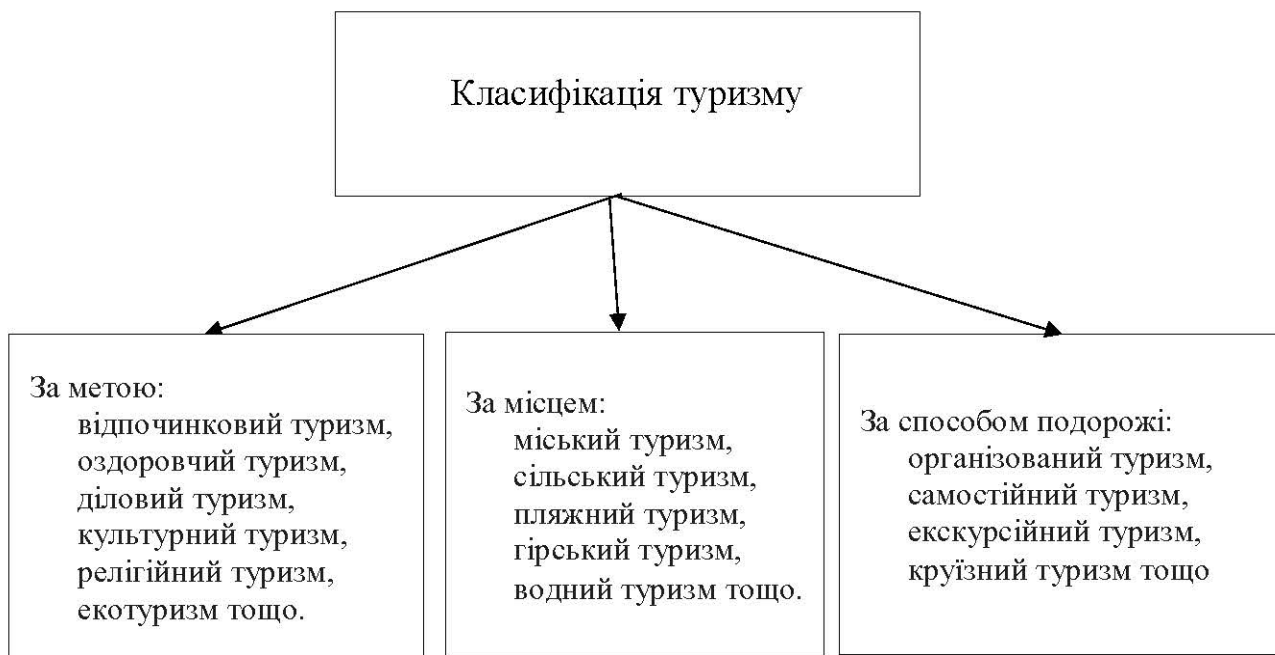 Класифікація туризму
За метою:
відпочинковий туризм,
оздоровчий туризм,
діловий туризм,
культурний туризм,
релігійний туризм,
екотуризм тощо.
За місцем:
міський туризм,
сільський туризм,
пляжний туризм,
гірський туризм,
водний туризм тощо.
За способом подорожі:
організований туризм,
самостійний туризм,
екскурсійний туризм,
круїзний туризм тощо